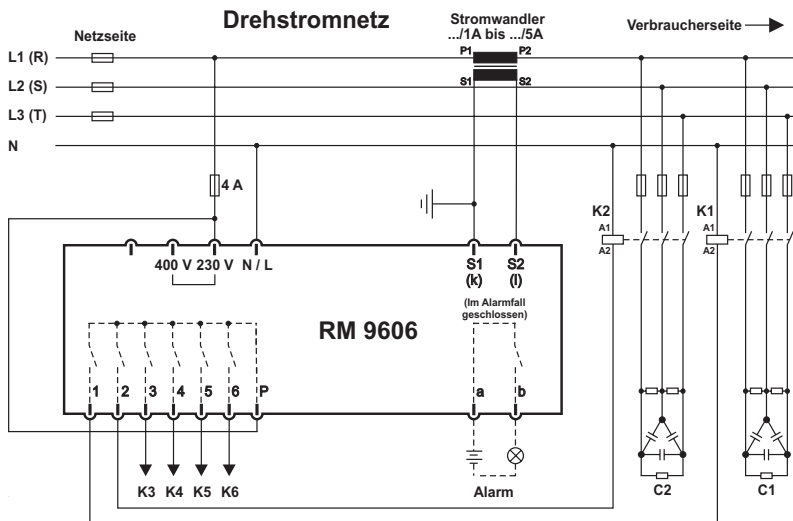 Drehstromnetz
Netzseite
Stromwandler
.../1A bis .../5A
Verbraucherseite
P1 P2
L1 (R)
L2 (S)
S1 S2
L3 (T)
N
4 A
K2
K1
A1
A2
A1
A2
400 V 230 V N / L
S1 S2
(k) (l)
(Im Alarmfall
geschlossen)
RM 9606
1 2 3 4 5 6 P a b
K3 K4 K5 K6
Alarm
C2
C1